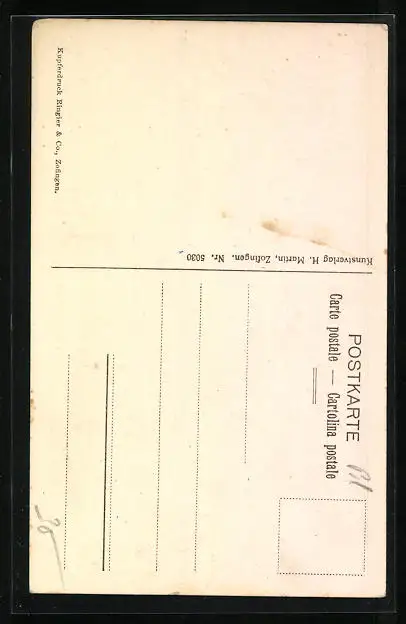 POSTKARTE
Carte postale — Cartolina postale
Kunstverlag H. Martin, Zofingen. Nr. 5030
Kupferdruck Ringier & Co., Zofingen.